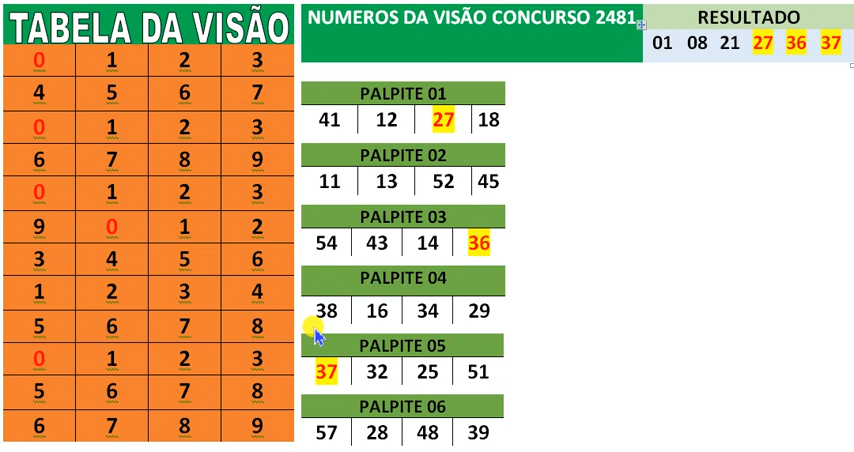 TABELA DA VISÃO
0 1 2 3
4 5 6 7
0 1 2 3
6 7 8 9
0 1 2 3
9 0 1 2
3 4 5 6
1 2 3 4
5 6 7 8
0 1 2 3
5 6 7 8
6 7 8 9
NUMEROS DA VISÃO CONCURSO 2481
RESULTADO
01 08 21 27 36 37
PALPITE 01
41 12 27 18
PALPITE 02
11 13 52 45
PALPITE 03
54 43 14 36
PALPITE 04
38 16 34 29
PALPITE 05
37 32 25 51
PALPITE 06
57 28 48 39